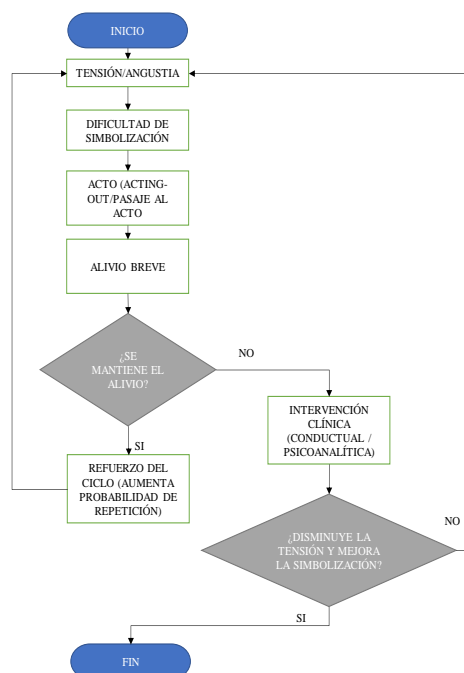 INICIO
TENSIÓN/ANGUSTIA
DIFICULTAD DE
SIMBOLIZACIÓN
ACTO (ACTING-
OUT/PASAJE AL
ACTO
ALIVIO BREVE
¿SE
MANTIENE EL
ALIVIO?
NO
INTERVENCIÓN
CLÍNICA
(CONDUCTUAL /
PSICOANALÍTICA)
SI
REFUERZO DEL
CICLO (AUMENTA
PROBABILIDAD DE
REPETICIÓN)
NO
¿DISMINUYE LA
TENSIÓN Y MEJORA
LA SIMBOLIZACIÓN?
SI
FIN